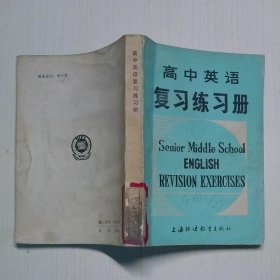 高中英语
复习练习册
Senior Middle School
ENGLISH
REVISION EXERCISES
上海外语教育出版社
高中英语复习练习册